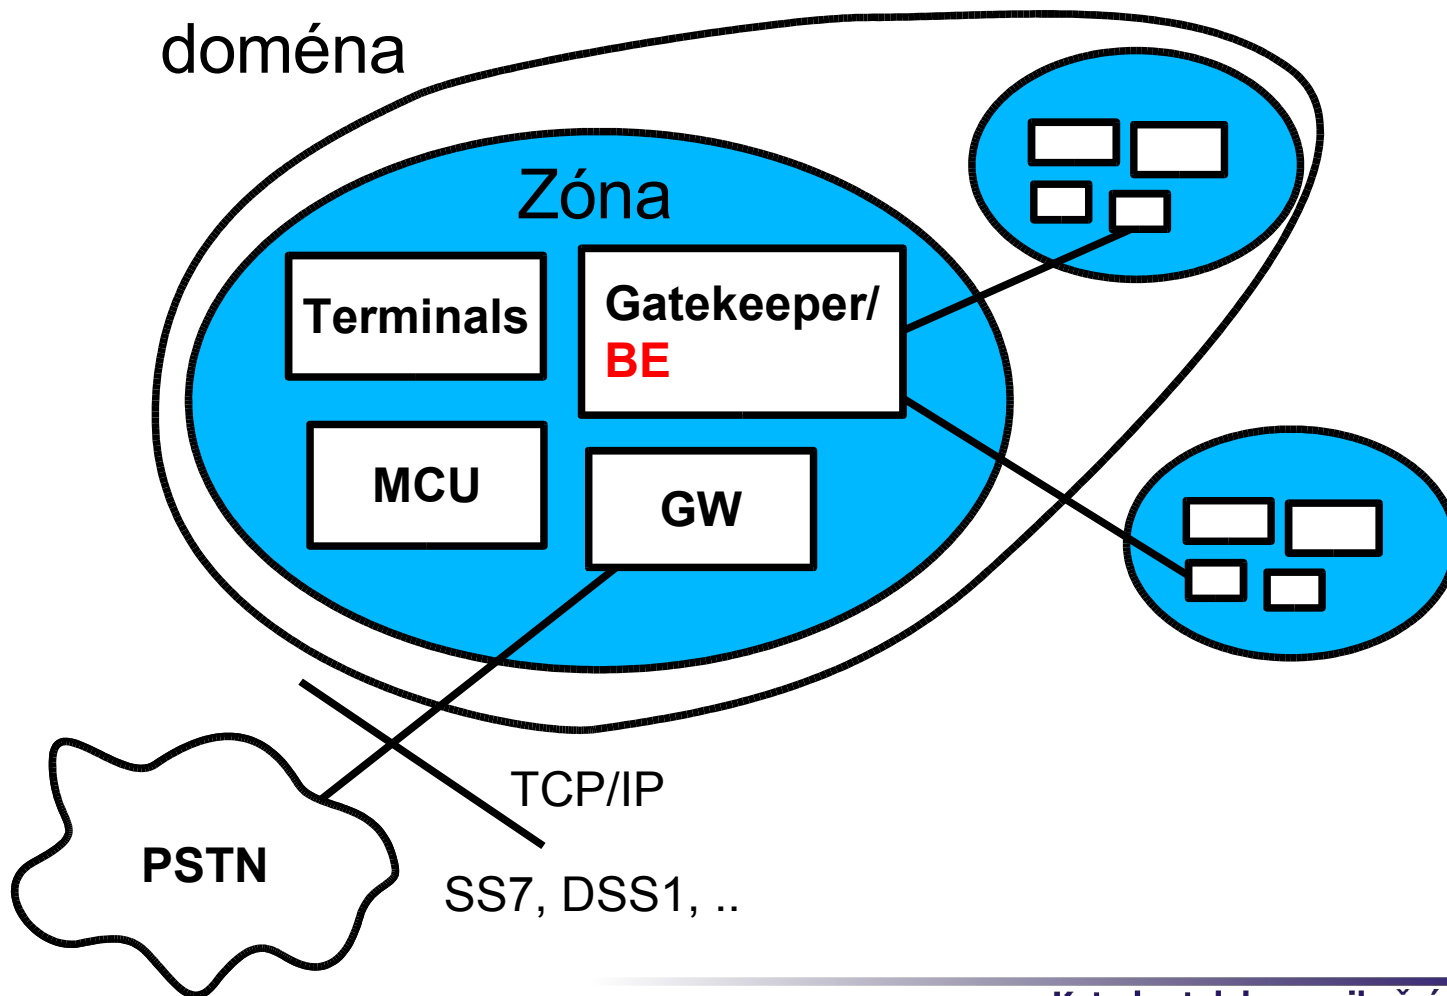 doména
Zóna
Terminals
Gatekeeper/
BE
MCU
GW
TCP/IP
PSTN
SS7, DSS1, ..